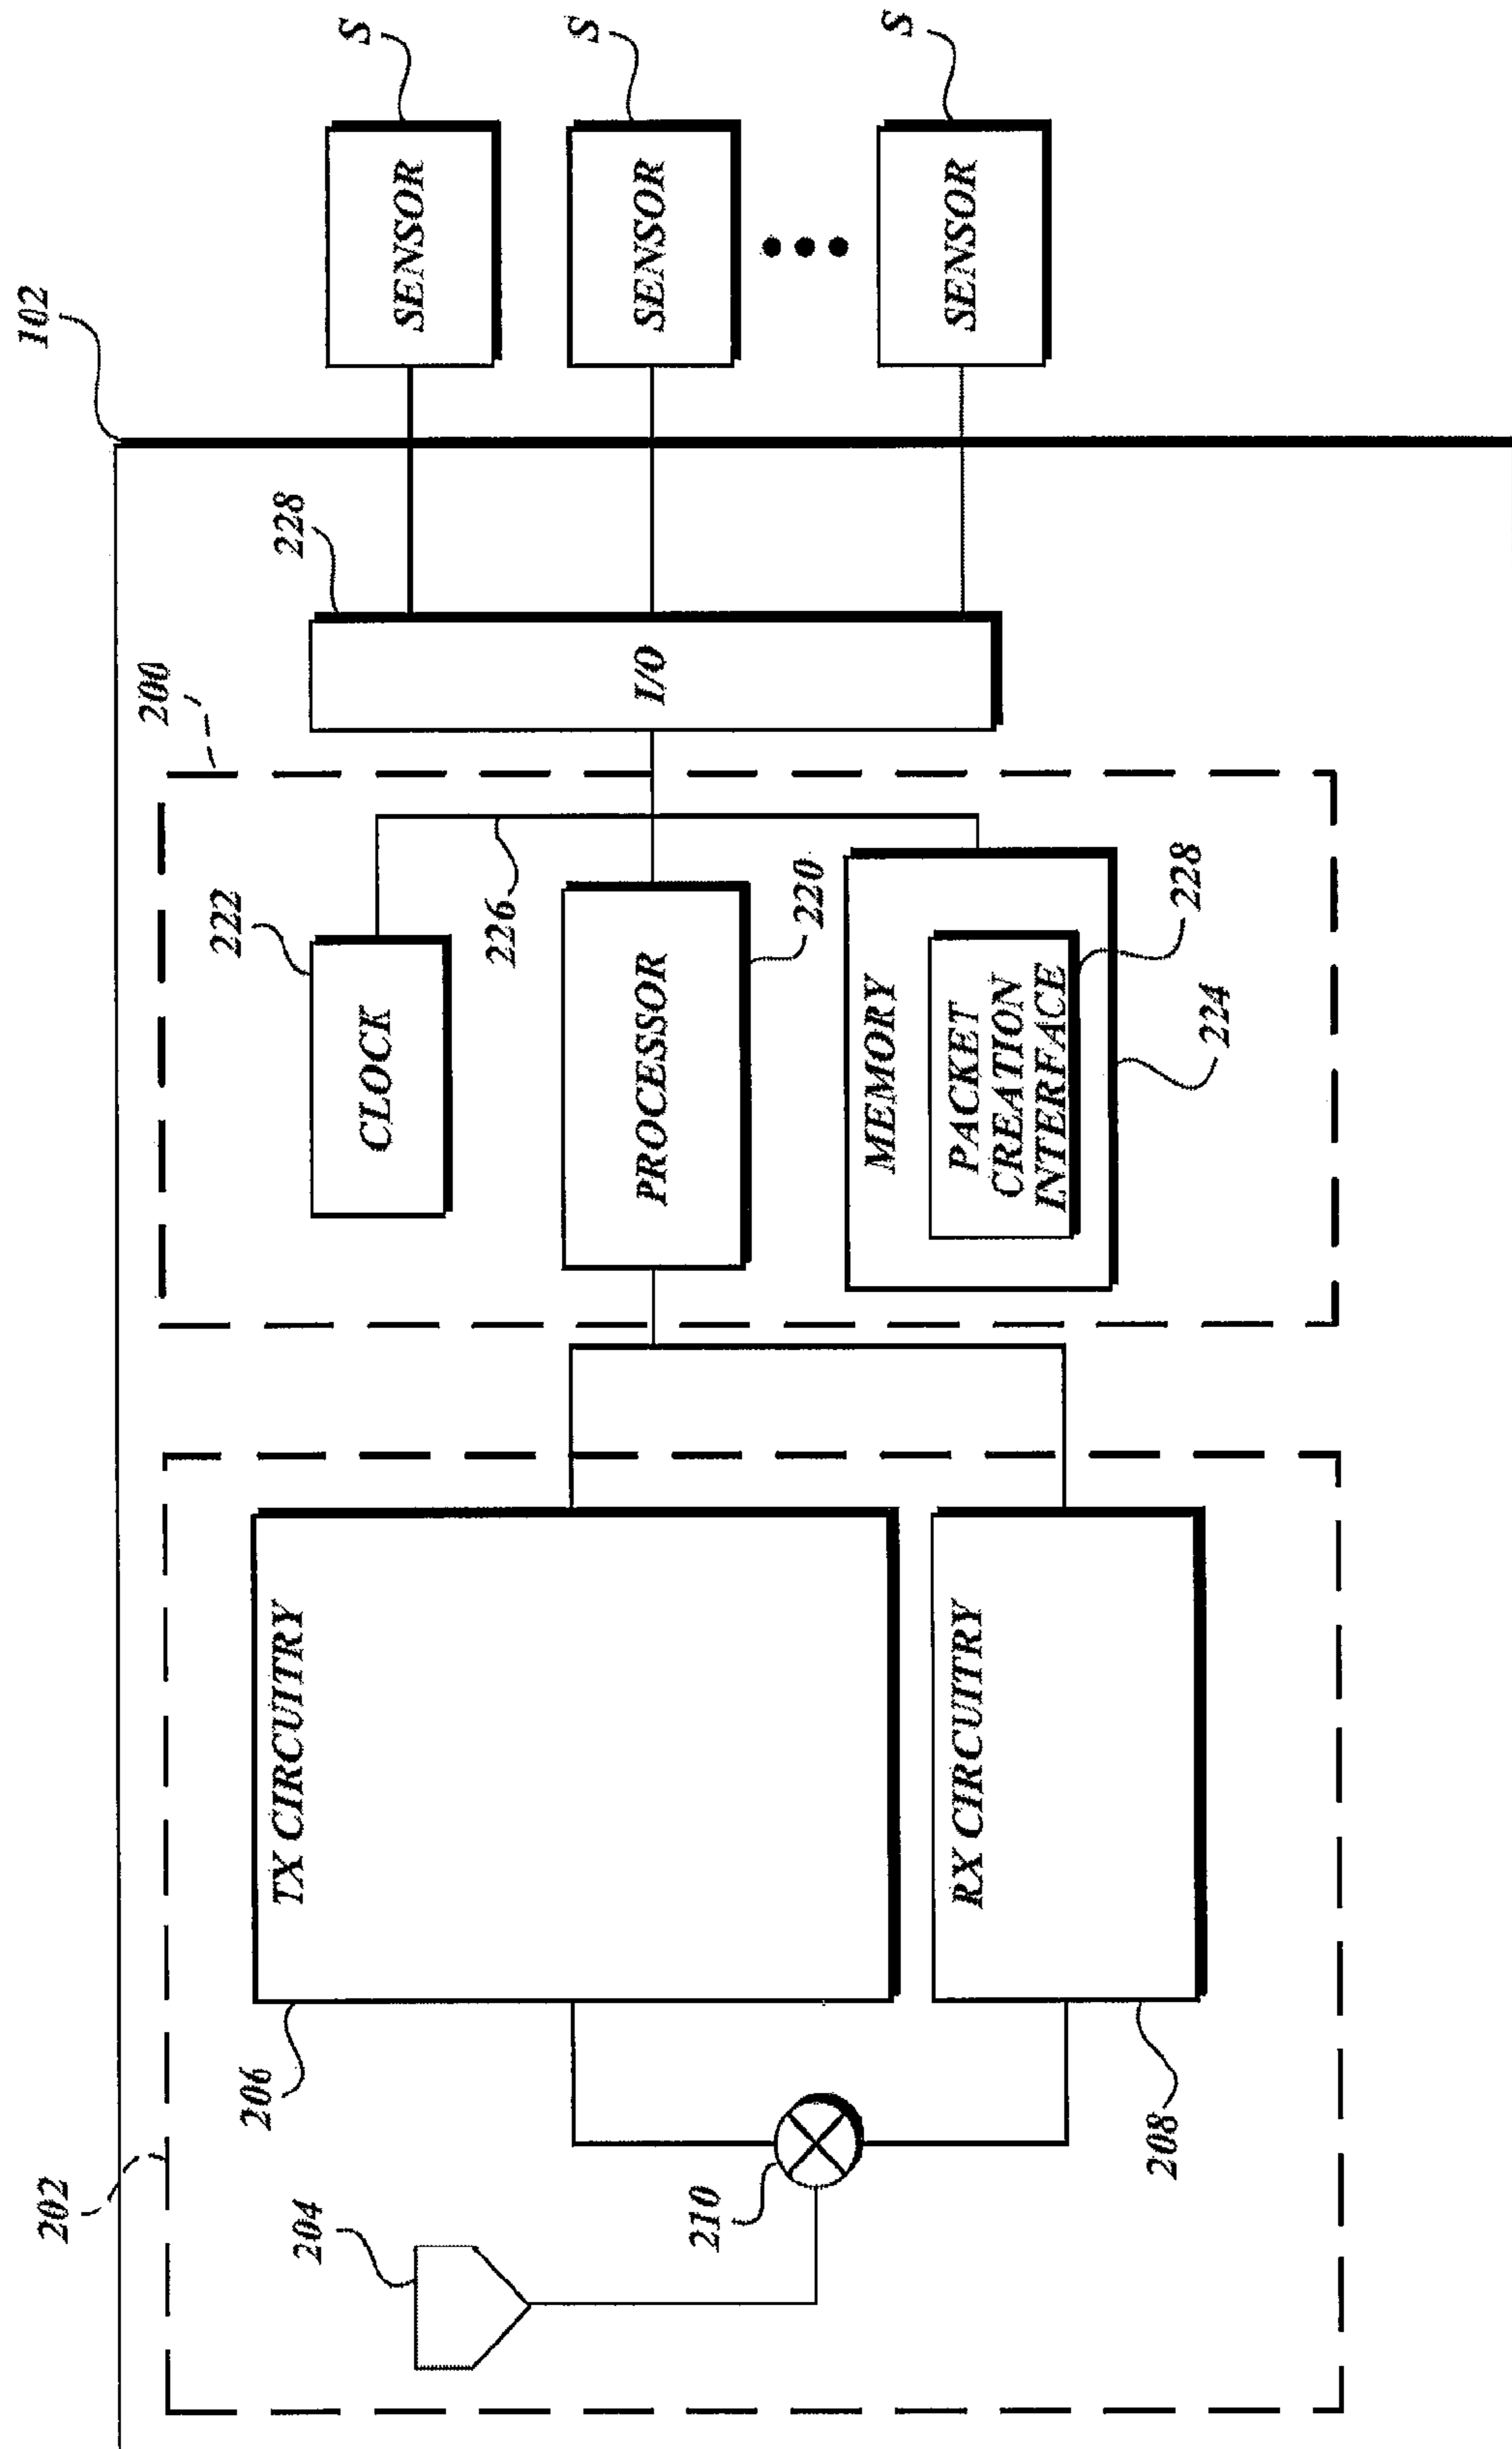 202
204
210
206
TX CIRCUITRY
208
RX CIRCUITRY
200
222
CLOCK
226
PROCESSOR
220
MEMORY
PACKET
CREATION
INTERFACE
228
224
228
I/O
102
SENSOR
S
SENSOR
S
SENSOR
S